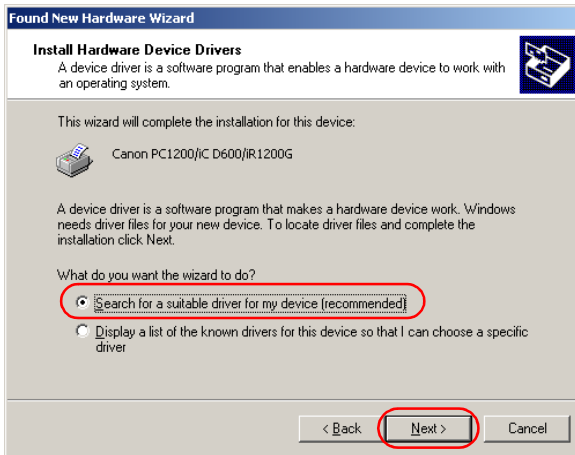 Found New Hardware Wizard
Install Hardware Device Drivers
A device driver is a software program that enables a hardware device to work with
an operating system.
This wizard will complete the installation for this device:
Canon PC1200/iC D600/iR1200G
A device driver is a software program that makes a hardware device work. Windows
needs driver files for your new device. To locate driver files and complete the
installation click Next.
What do you want the wizard to do?
Search for a suitable driver for my device (recommended)
Display a list of the known drivers for this device so that I can choose a specific
driver
< Back Next > Cancel